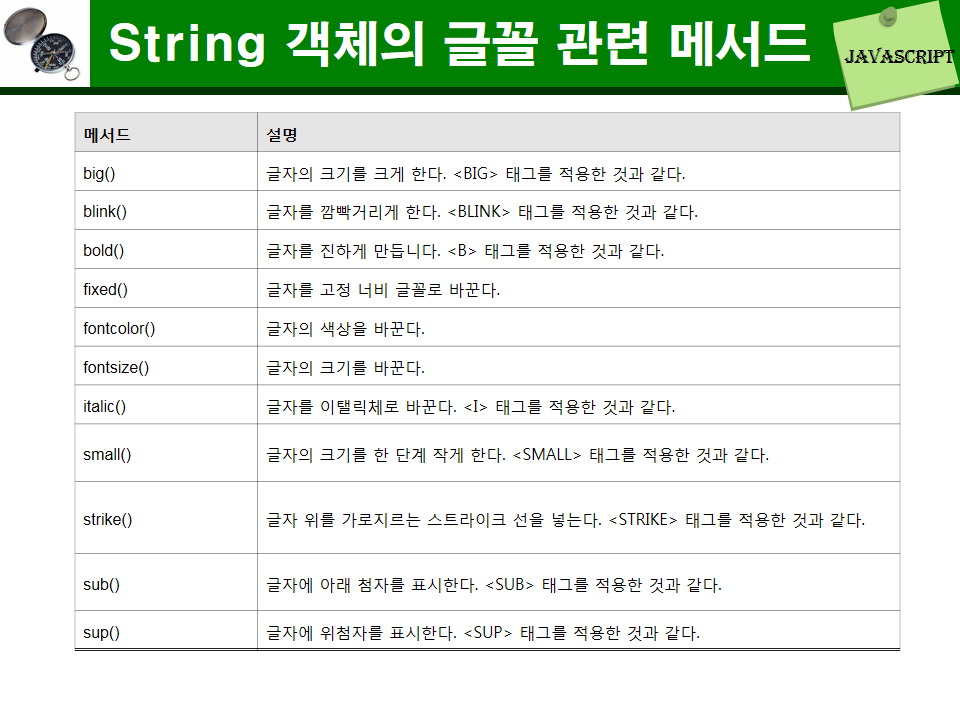 String 객체의 글꼴 관련 메서드
JAVASCRIPT
메서드 설명
big() 글자의 크기를 크게 한다. <BIG> 태그를 적용한 것과 같다.
blink() 글자를 깜빡거리게 한다. <BLINK> 태그를 적용한 것과 같다.
bold() 글자를 진하게 만듭니다. <B> 태그를 적용한 것과 같다.
fixed() 글자를 고정 너비 글꼴로 바꾼다.
fontcolor() 글자의 색상을 바꾼다.
fontsize() 글자의 크기를 바꾼다.
italic() 글자를 이탤릭체로 바꾼다. <I> 태그를 적용한 것과 같다.
small() 글자의 크기를 한 단계 작게 한다. <SMALL> 태그를 적용한 것과 같다.
strike() 글자 위를 가로지르는 스트라이크 선을 넣는다. <STRIKE> 태그를 적용한 것과 같다.
sub() 글자에 아래 첨자를 표시한다. <SUB> 태그를 적용한 것과 같다.
sup() 글자에 위첨자를 표시한다. <SUP> 태그를 적용한 것과 같다.